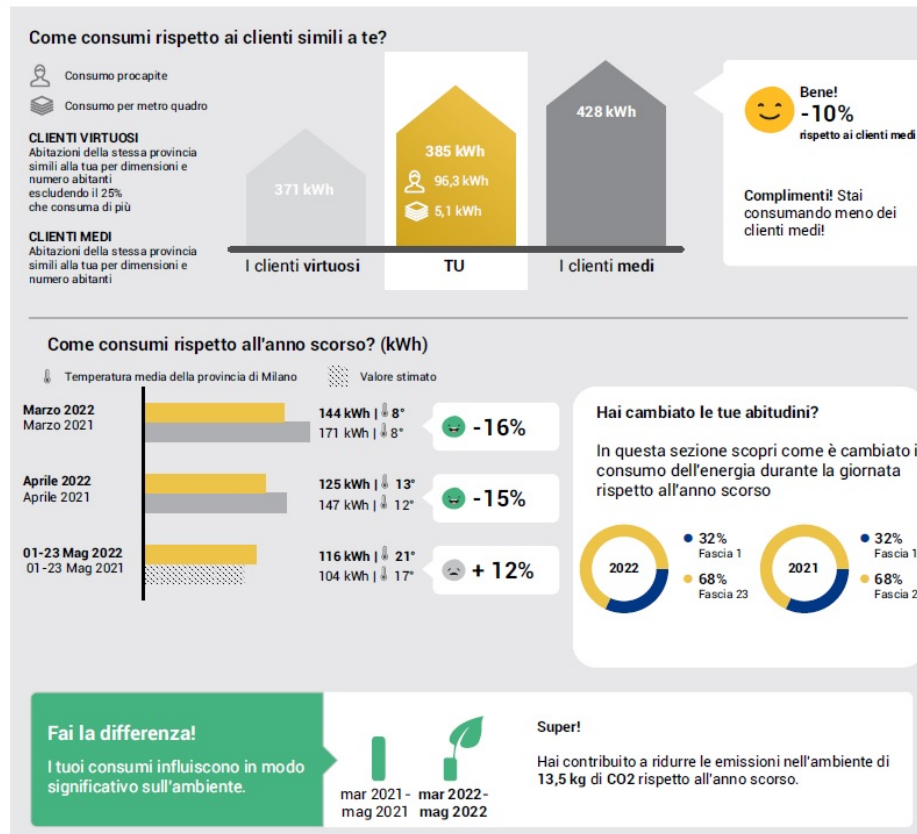 Come consumi rispetto ai clienti simili a te?
Consumo procapite
Consumo per metro quadro
CLIENTI VIRTUOSI
Abitazioni della stessa provincia
simili alla tua per dimensioni e
numero abitanti
escludendo il 25%
che consuma di più
CLIENTI MEDI
Abitazioni della stessa provincia
simili alla tua per dimensioni e
numero abitanti
371 kWh
385 kWh
96,3 kWh
5,1 kWh
428 kWh
I clienti virtuosi
TU
I clienti medi
Bene!
-10%
rispetto ai clienti medi
Complimenti! Stai
consumando meno dei
clienti medi!
Come consumi rispetto all'anno scorso? (kWh)
Temperatura media della provincia di Milano
Valore stimato
Marzo 2022
Marzo 2021
144 kWh | 8°
171 kWh | 8°
-16%
Aprile 2022
Aprile 2021
125 kWh | 13°
147 kWh | 12°
-15%
01-23 Mag 2022
01-23 Mag 2021
116 kWh | 21°
104 kWh | 17°
+ 12%
Hai cambiato le tue abitudini?
In questa sezione scopri come è cambiato i
consumo dell'energia durante la giornata
rispetto all'anno scorso
2022
32%
Fascia 1
68%
Fascia 23
2021
32%
Fascia 1
68%
Fascia 2
Fai la differenza!
I tuoi consumi influiscono in modo
significativo sull'ambiente.
mar 2021-
mag 2021
mar 2022-
mag 2022
Super!
Hai contribuito a ridurre le emissioni nell'ambiente di
13,5 kg di CO2 rispetto all'anno scorso.